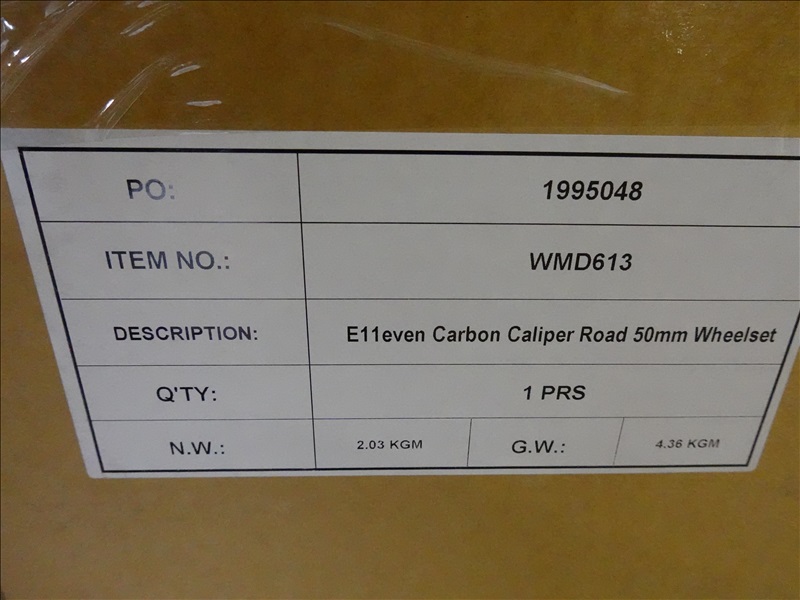 PO: 1995048
ITEM NO.: WMD613
DESCRIPTION: E11even Carbon Caliper Road 50mm Wheelset
Q'TY: 1 PRS
N.W.: 2.03 KGM G.W.: 4.36 KGM